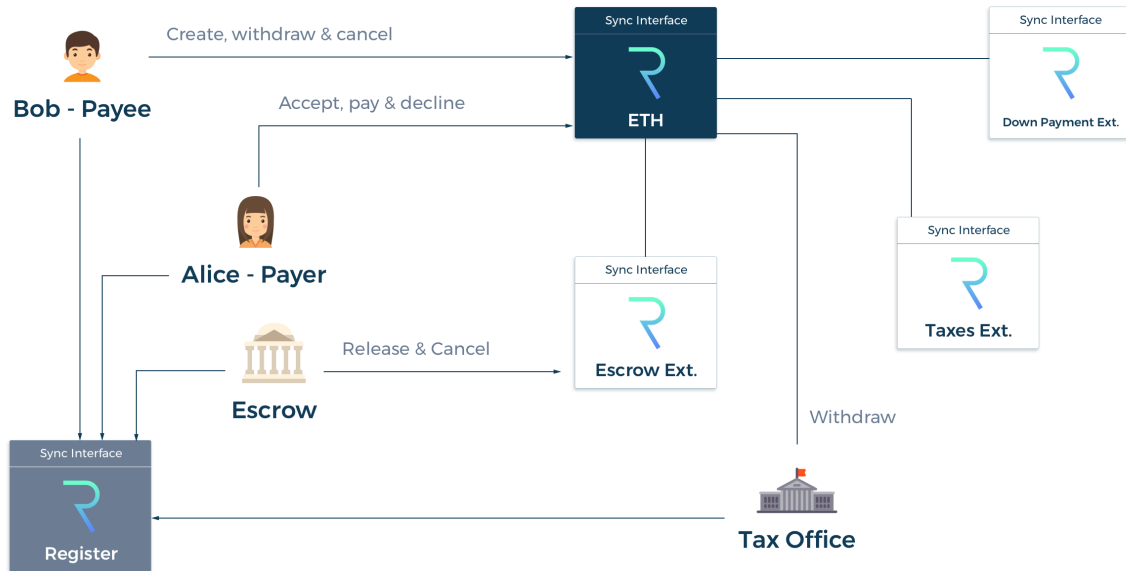 Sync Interface
Sync Interface
Create, withdraw & cancel
Bob - Payee
ETH
Down Payment Ext.
Accept, pay & decline
Sync Interface
Alice - Payer
Sync Interface
Taxes Ext.
Release & Cancel
Escrow Ext.
Escrow
Withdraw
Sync Interface
Tax Office
Register